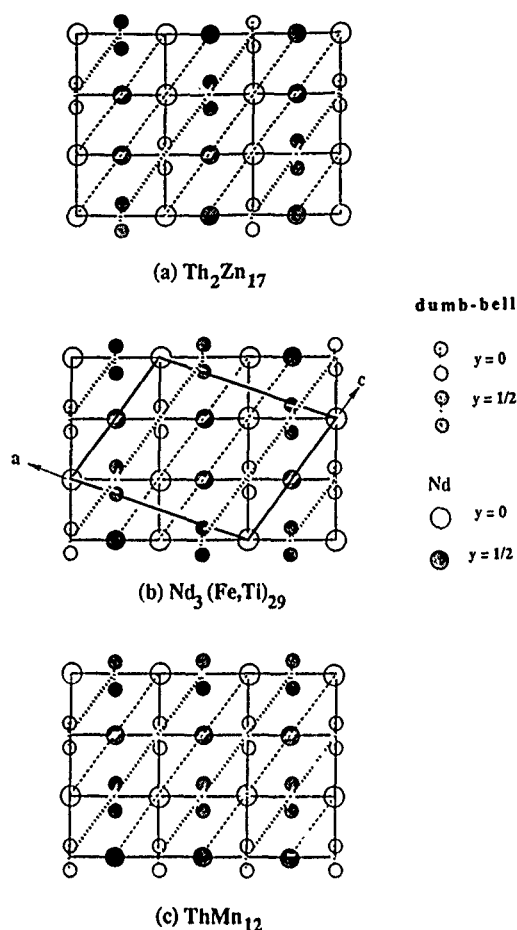 (a) Th2Zn17
dumb-bell
y = 0
y = 1/2
Nd
y = 0
y = 1/2
c
a
(b) Nd3 (Fe,Ti)29
(c) ThMn12